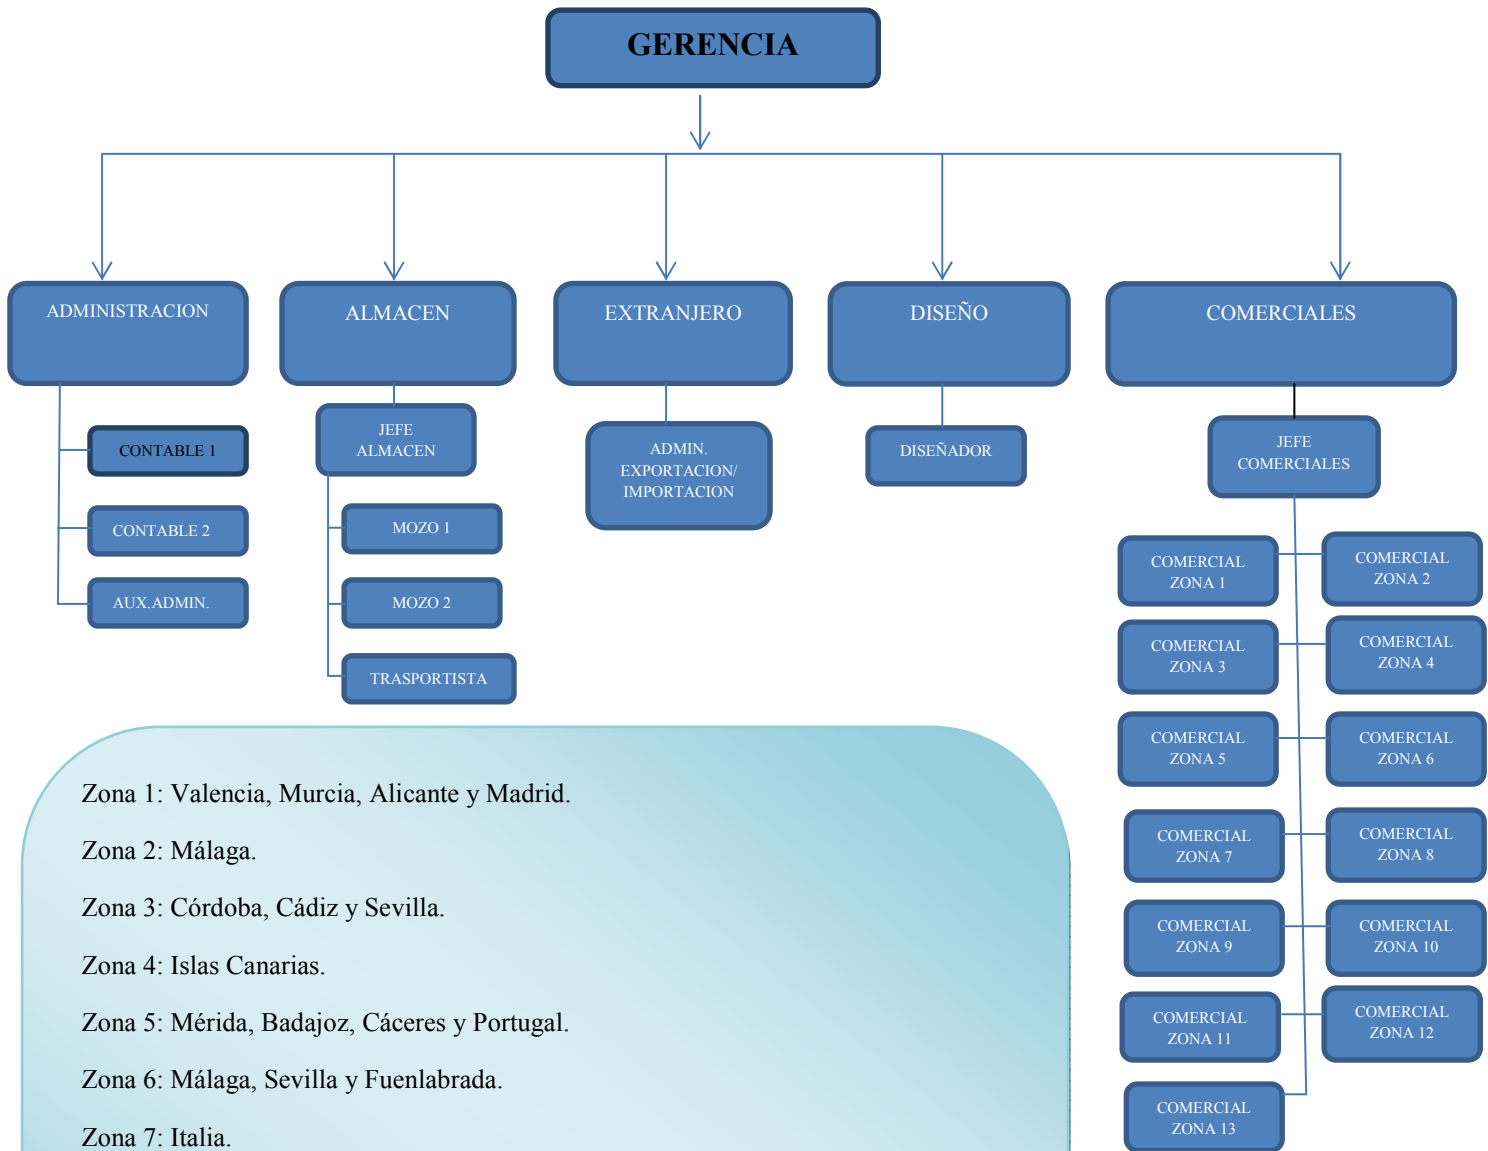 GERENCIA
ADMINISTRACION
ALMACEN
EXTRANJERO
DISEÑO
COMERCIALES
CONTABLE 1
CONTABLE 2
AUX.ADMIN.
JEFE
ALMACEN
MOZO 1
MOZO 2
TRASPORTISTA
ADMIN.
EXPORTACION/
IMPORTACION
DISEÑADOR
JEFE
COMERCIALES
COMERCIAL
ZONA 1
COMERCIAL
ZONA 2
COMERCIAL
ZONA 3
COMERCIAL
ZONA 4
COMERCIAL
ZONA 5
COMERCIAL
ZONA 6
COMERCIAL
ZONA 7
COMERCIAL
ZONA 8
COMERCIAL
ZONA 9
COMERCIAL
ZONA 10
COMERCIAL
ZONA 11
COMERCIAL
ZONA 12
COMERCIAL
ZONA 13
Zona 1: Valencia, Murcia, Alicante y Madrid.
Zona 2: Málaga.
Zona 3: Córdoba, Cádiz y Sevilla.
Zona 4: Islas Canarias.
Zona 5: Mérida, Badajoz, Cáceres y Portugal.
Zona 6: Málaga, Sevilla y Fuenlabrada.
Zona 7: Italia.